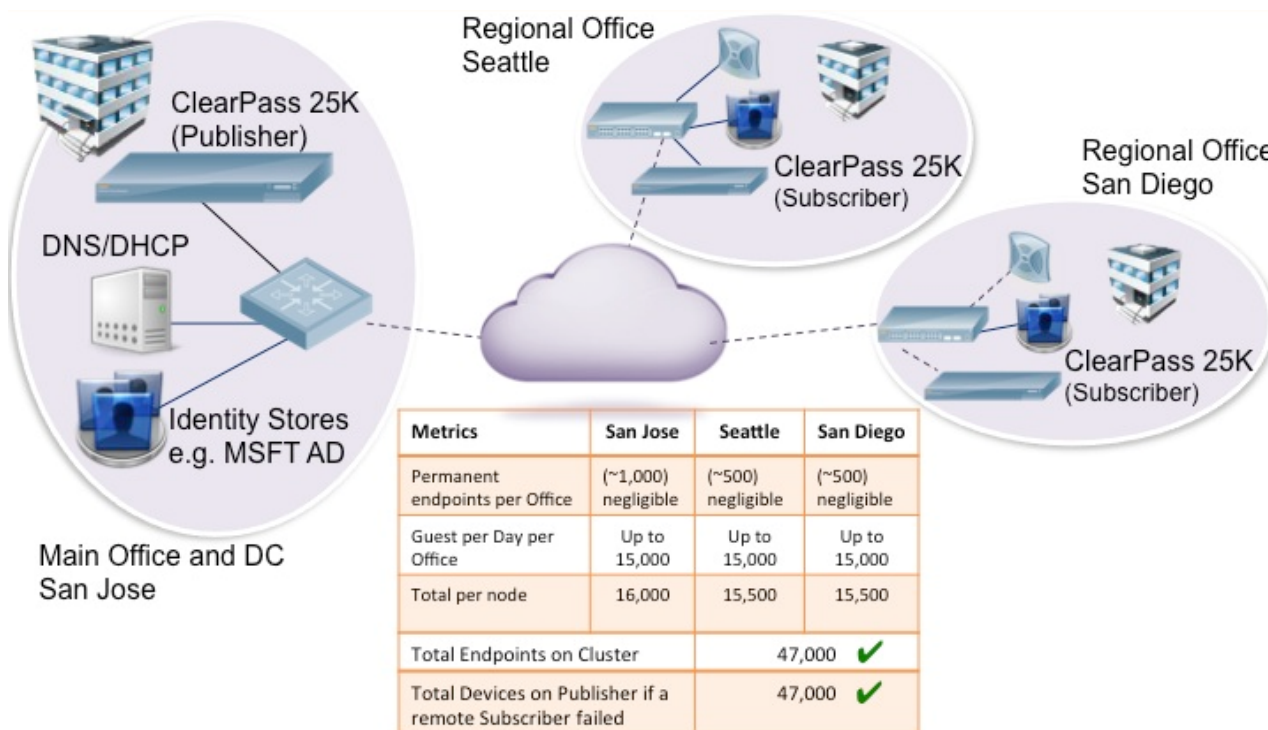 Regional Office
Seattle
ClearPass 25K
(Publisher)
ClearPass 25K
(Subscriber)
Regional Office
San Diego
DNS/DHCP
ClearPass 25K
(Subscriber)
Identity Stores
e.g. MSFT AD
Main Office and DC
San Jose
Metrics San Jose Seattle San Diego
Permanent (~1,000) (~500) (~500)
endpoints per Office negligible negligible negligible
Guest per Day per Up to Up to Up to
Office 15,000 15,000 15,000
Total per node 16,000 15,500 15,500
Total Endpoints on Cluster 47,000 ✔
Total Devices on Publisher if a 47,000 ✔
remote Subscriber failed